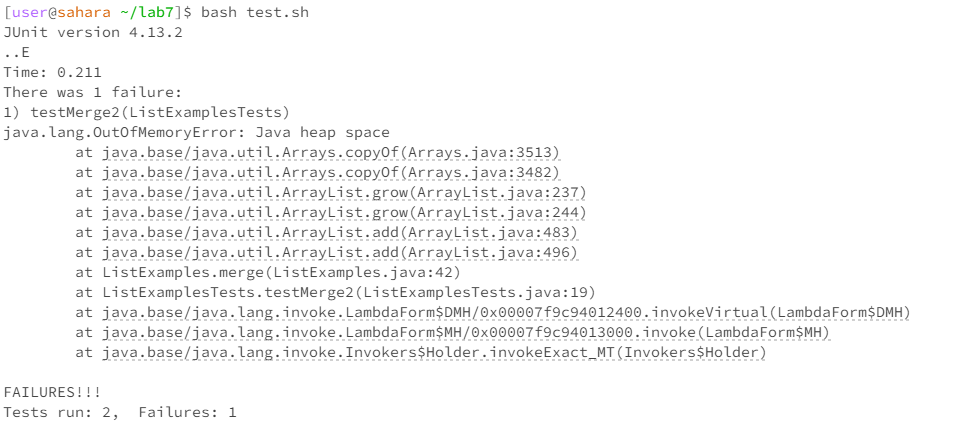 [user@sahara ~/lab7]$ bash test.sh
JUnit version 4.13.2
..E
Time: 0.211
There was 1 failure:
1) testMerge2(ListExamplesTests)
java.lang.OutOfMemoryError: Java heap space
        at java.base/java.util.Arrays.copyOf(Arrays.java:3513)
        at java.base/java.util.Arrays.copyOf(Arrays.java:3482)
        at java.base/java.util.ArrayList.grow(ArrayList.java:237)
        at java.base/java.util.ArrayList.grow(ArrayList.java:244)
        at java.base/java.util.ArrayList.add(ArrayList.java:483)
        at java.base/java.util.ArrayList.add(ArrayList.java:496)
        at ListExamples.merge(ListExamples.java:42)
        at ListExamplesTests.testMerge2(ListExamplesTests.java:19)
        at java.base/java.lang.invoke.LambdaForm$DMH/0x00007f9c94012400.invokeVirtual(LambdaForm$DMH)
        at java.base/java.lang.invoke.LambdaForm$MH/0x00007f9c94013000.invoke(LambdaForm$MH)
        at java.base/java.lang.invoke.Invokers$Holder.invokeExact_MT(Invokers$Holder)
FAILURES!!!
Tests run: 2,  Failures: 1